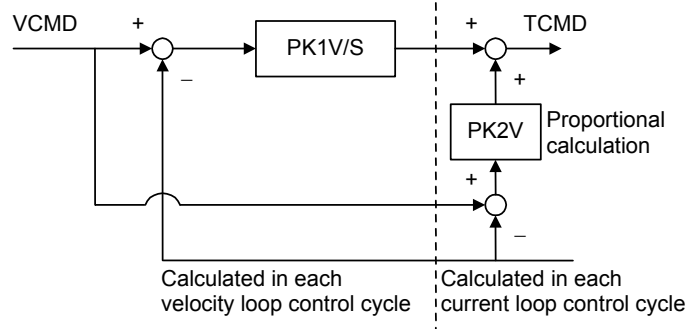 VCMD
+
−
PK1V/S
+
TCMD
+
PK2V
Proportional
calculation
+
−
Calculated in each
velocity loop control cycle
Calculated in each
current loop control cycle